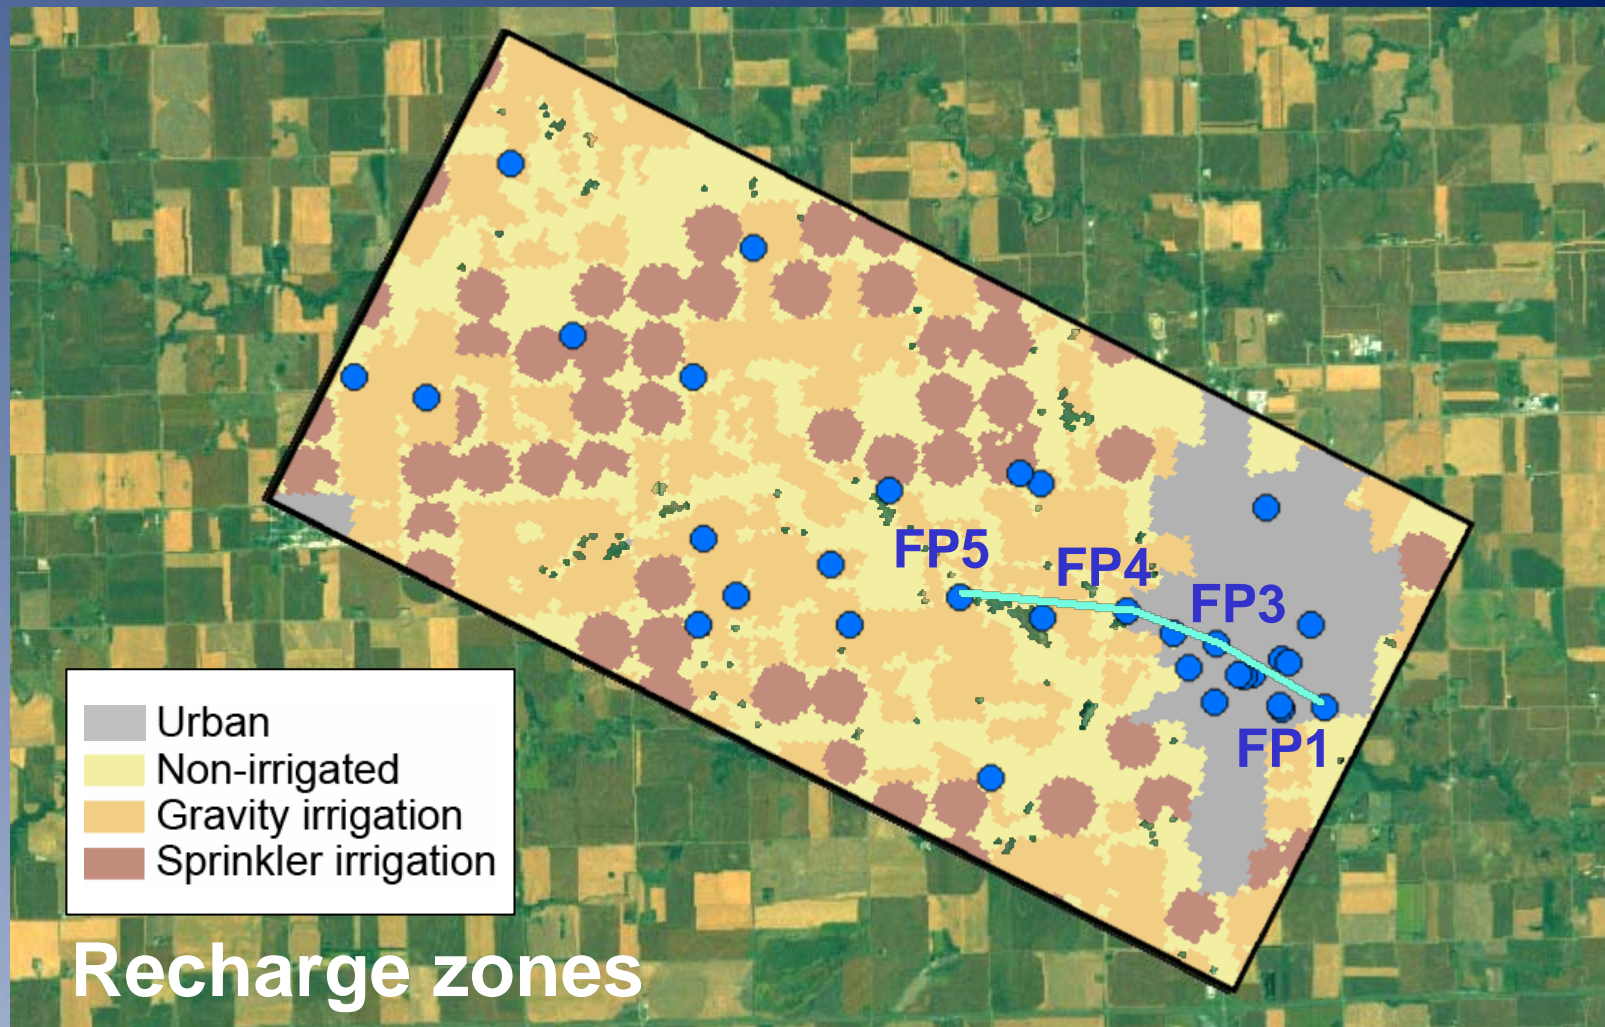 FP5
FP4
FP3
FP1
Urban
Non-irrigated
Gravity irrigation
Sprinkler irrigation
Recharge zones